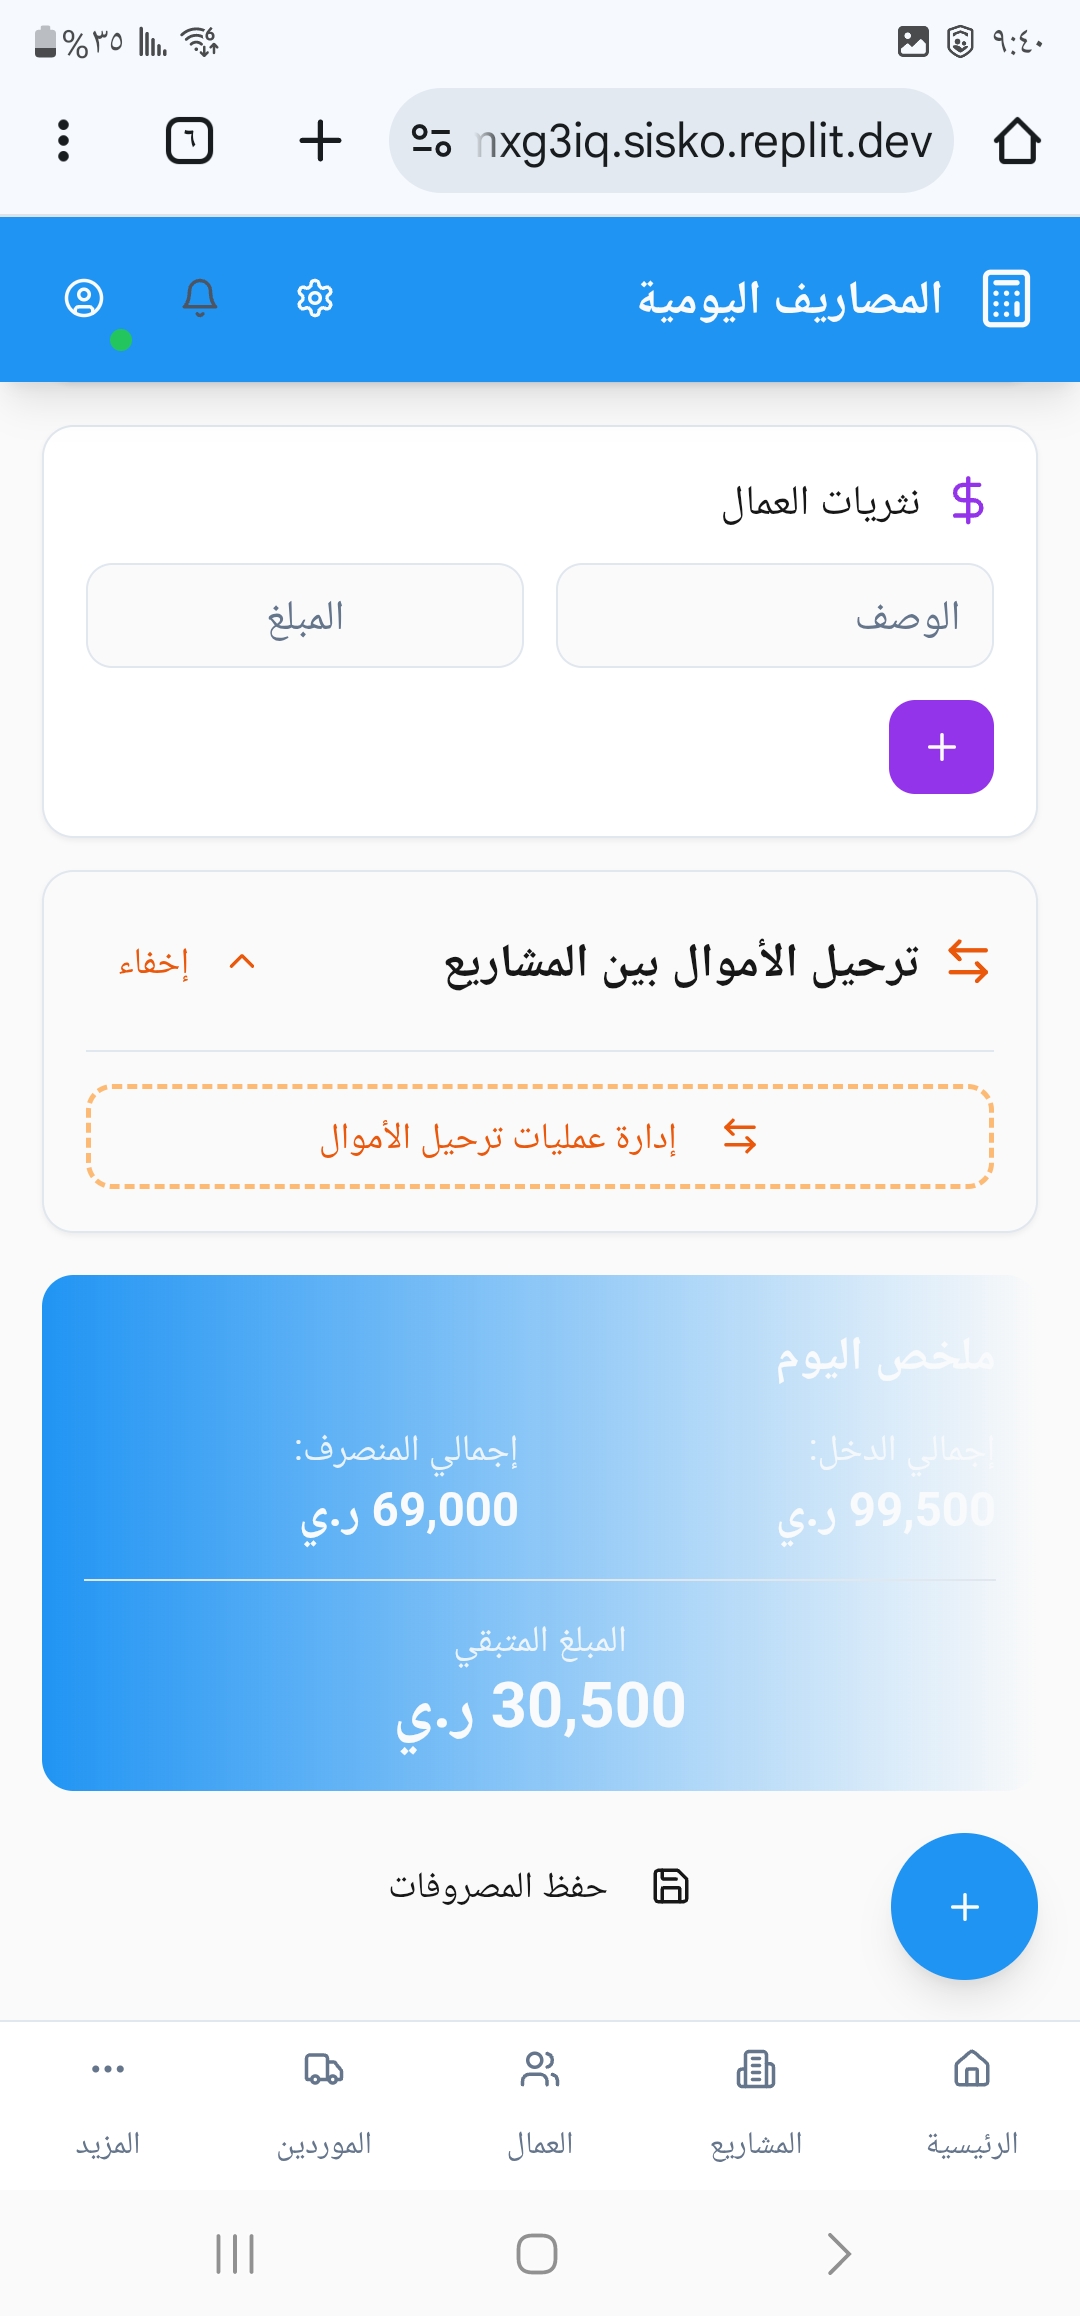 ٩:٤٠
%٣٥
nxg3iq.sisko.replit.dev
٦
المصاريف اليومية
نثريات العمال
الوصف
المبلغ
ترحيل الأموال بين المشاريع
إخفاء
إدارة عمليات ترحيل الأموال
ملخص اليوم
إجمالي الدخل:
إجمالي المنصرف:
99,500 ر.ي
69,000 ر.ي
المبلغ المتبقي
30,500 ر.ي
حفظ المصروفات
الرئيسية
المشاريع
العمال
الموردين
المزيد